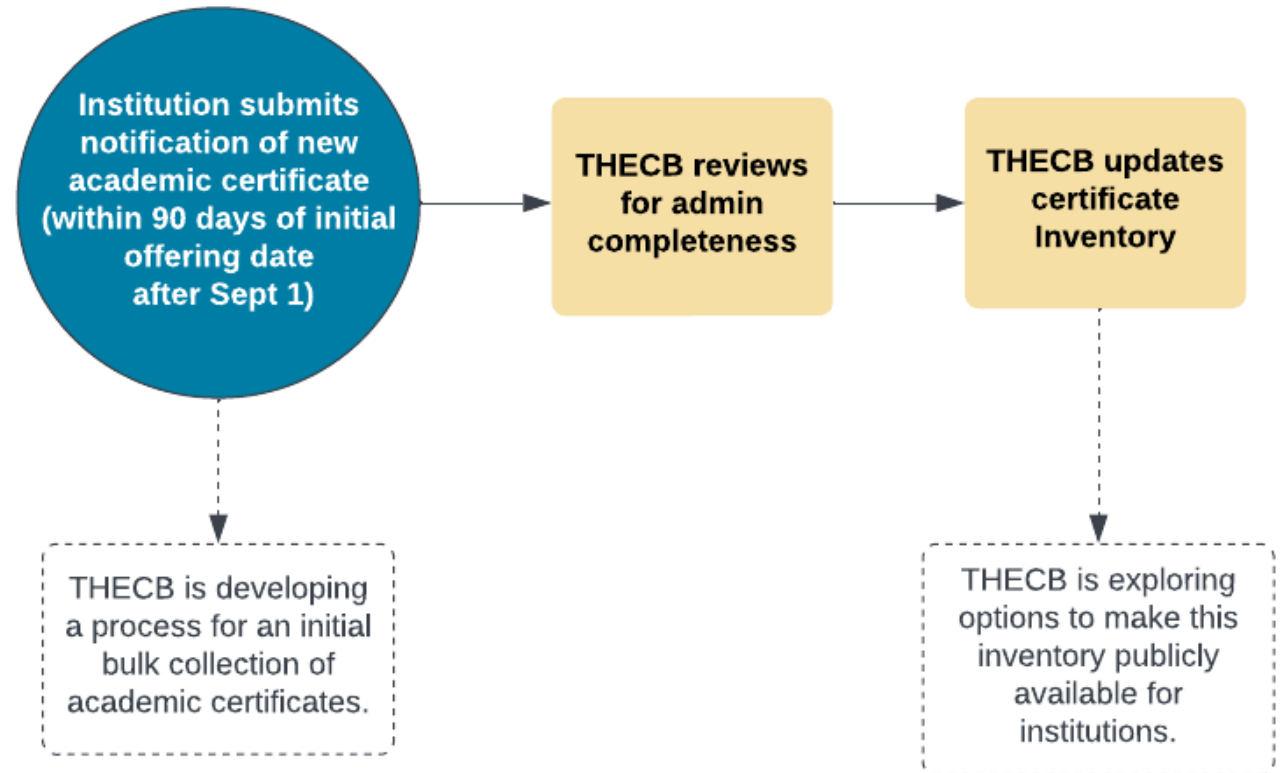 Institution submits
notification of new
academic certificate
(within 90 days of initial
offering date
after Sept 1)
THECB reviews
for admin
completeness
THECB updates
certificate
Inventory
THECB is developing
a process for an initial
bulk collection of
academic certificates.
THECB is exploring
options to make this
inventory publicly
available for
institutions.